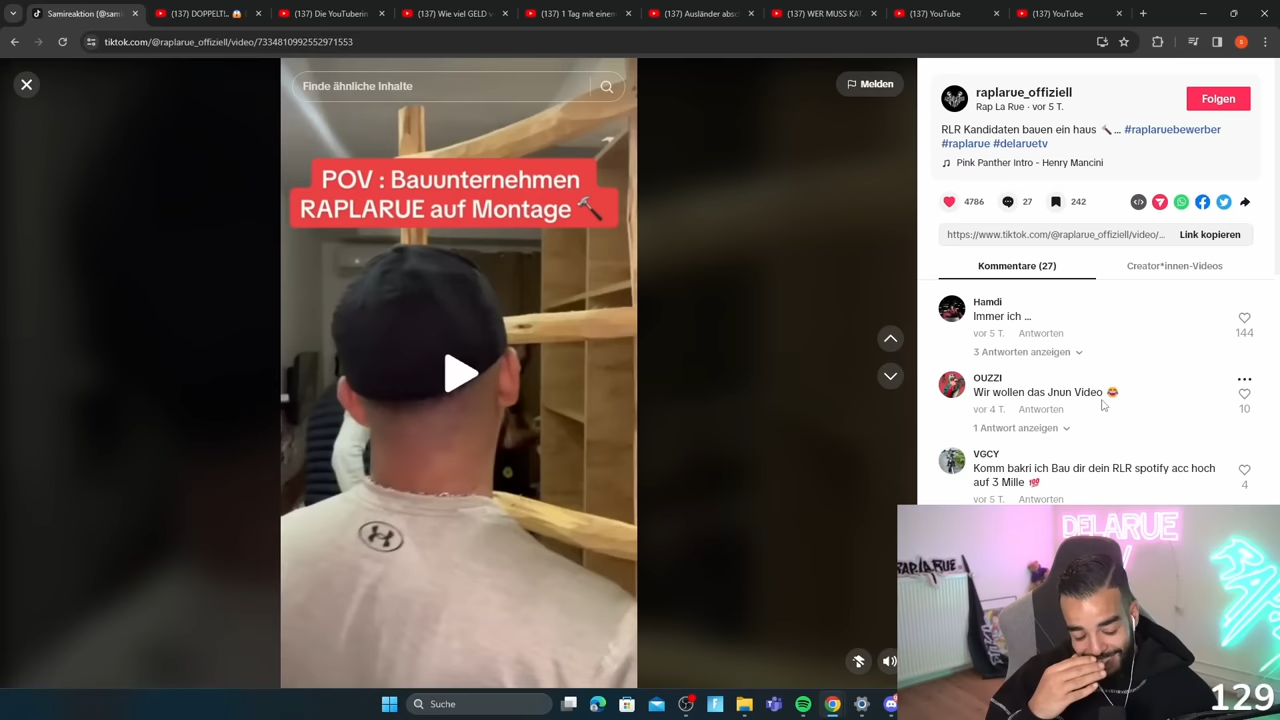 Samireaktion (@sam
(137) DOPPELT!.. 😱
(137) Die YouTuberin
(137) Wie viel GELD
(137) 1 Tag mit einem
(137) Ausländer abs
(137) WER MUSS KA
(137) YouTube
(137) YouTube
tiktok.com/@raplarue_offiziell/video/7334810992552971553
Finde ähnliche Inhalte
Melden
POV : Bauunternehmen
RAPLARUE auf Montage 🔨
raplarue_offiziell
Rap La Rue · vor 5 T.
Folgen
RLR Kandidaten bauen ein haus 🔨... #raplaruebewerber
#raplarue #delaruetv
♫ Pink Panther Intro - Henry Mancini
4786 27 242
https://www.tiktok.com/@raplarue_offiziell/video/... Link kopieren
Kommentare (27) Creator*innen-Videos
Hamdi
Immer ich ...
144
vor 5 T. Antworten
3 Antworten anzeigen
OUZZI
Wir wollen das Jnun Video 😂
10
vor 4 T. Antworten
1 Antwort anzeigen
VGCY
Komm bakri ich Bau dir dein RLR spotify acc hoch
auf 3 Mille 💯
4
vor 5 T. Antworten
DELARUE
RAP LA RUE
129
Suche